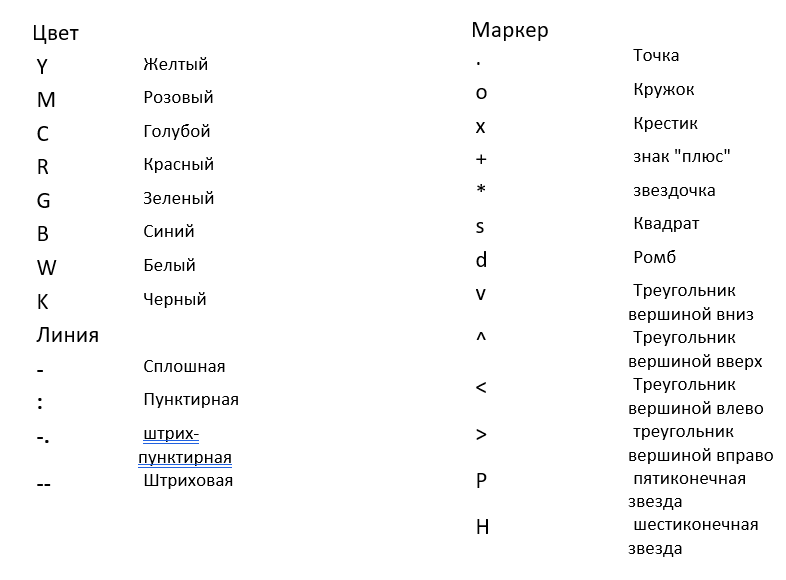 Цвет
Y Желтый
M Розовый
C Голубой
R Красный
G Зеленый
B Синий
W Белый
K Черный
Линия
- Сплошная
: Пунктирная
-. штрих-
пунктирная
-- Штриховая
Маркер
. Точка
o Кружок
x Крестик
+ знак "плюс"
* звездочка
s Квадрат
d Ромб
v Треугольник
вершиной вниз
^ Треугольник
вершиной вверх
< Треугольник
вершиной влево
> треугольник
вершиной вправо
P пятиконечная
звезда
H шестиконечная
звезда